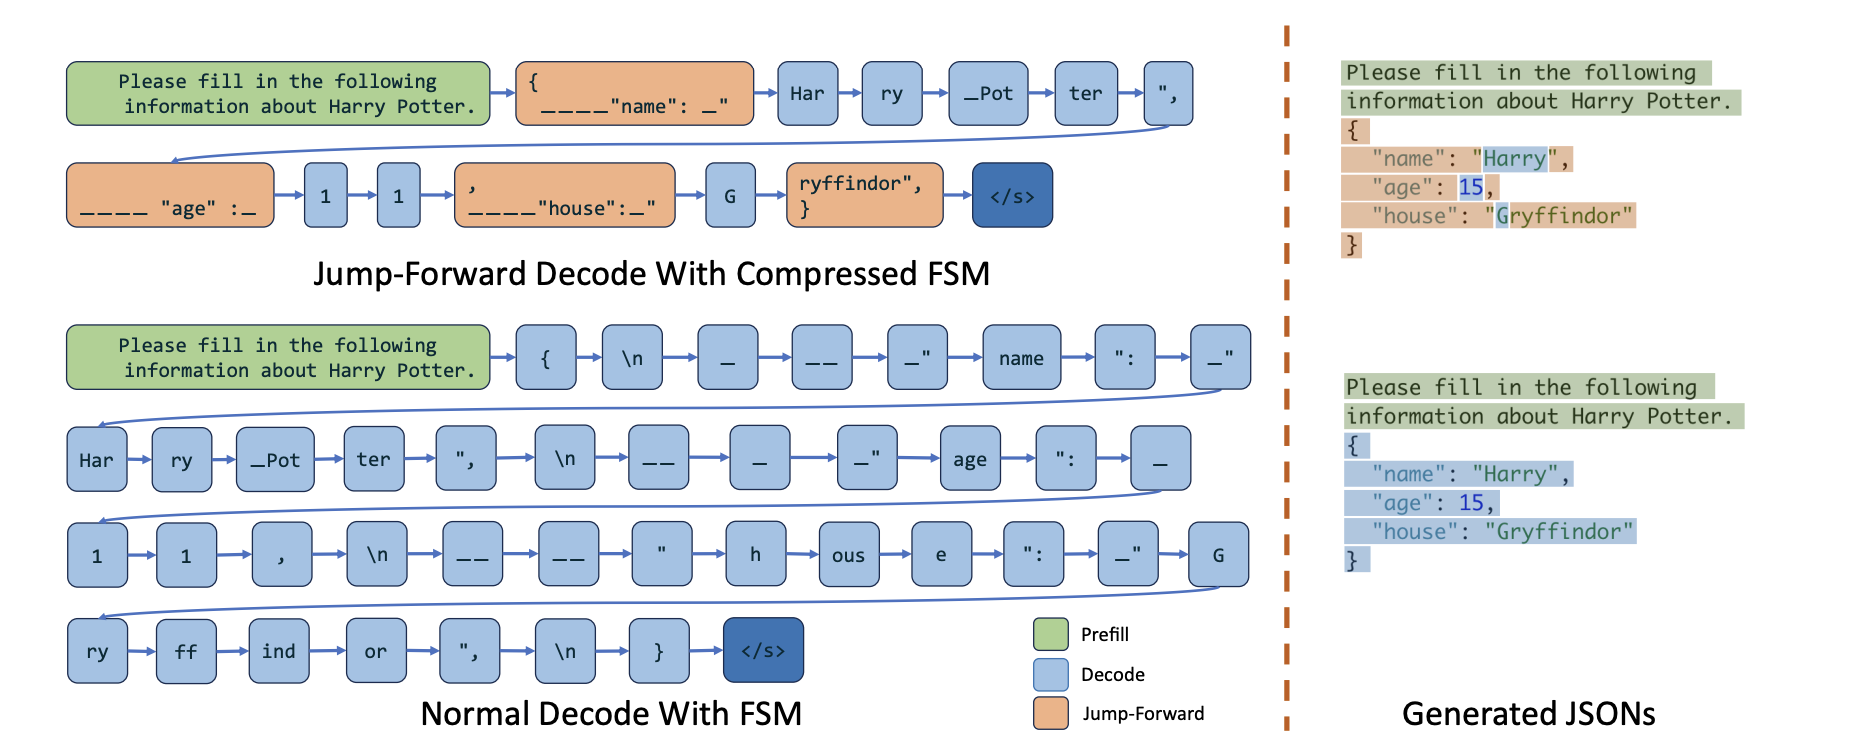 Please fill in the following
information about Harry Potter.
{
____"name": _"
Har
ry
_Pot
ter
",
____ "age" :_
1
1
,
____"house":_"
G
ryffindor",
}
</s>
Jump-Forward Decode With Compressed FSM
Please fill in the following
information about Harry Potter.
{
\n
_
__
_"
name
":
_"
Har
ry
_Pot
ter
",
\n
__
_
_"
age
":
_
1
1
,
\n
__
__
"
h
ous
e
":
_"
G
ry
ff
ind
or
",
\n
}
</s>
Normal Decode With FSM
Prefill
Decode
Jump-Forward
Please fill in the following
information about Harry Potter.
{
"name": "Harry",
"age": 15,
"house": "Gryffindor"
}
Please fill in the following
information about Harry Potter.
{
"name": "Harry",
"age": 15,
"house": "Gryffindor"
}
Generated JSONs